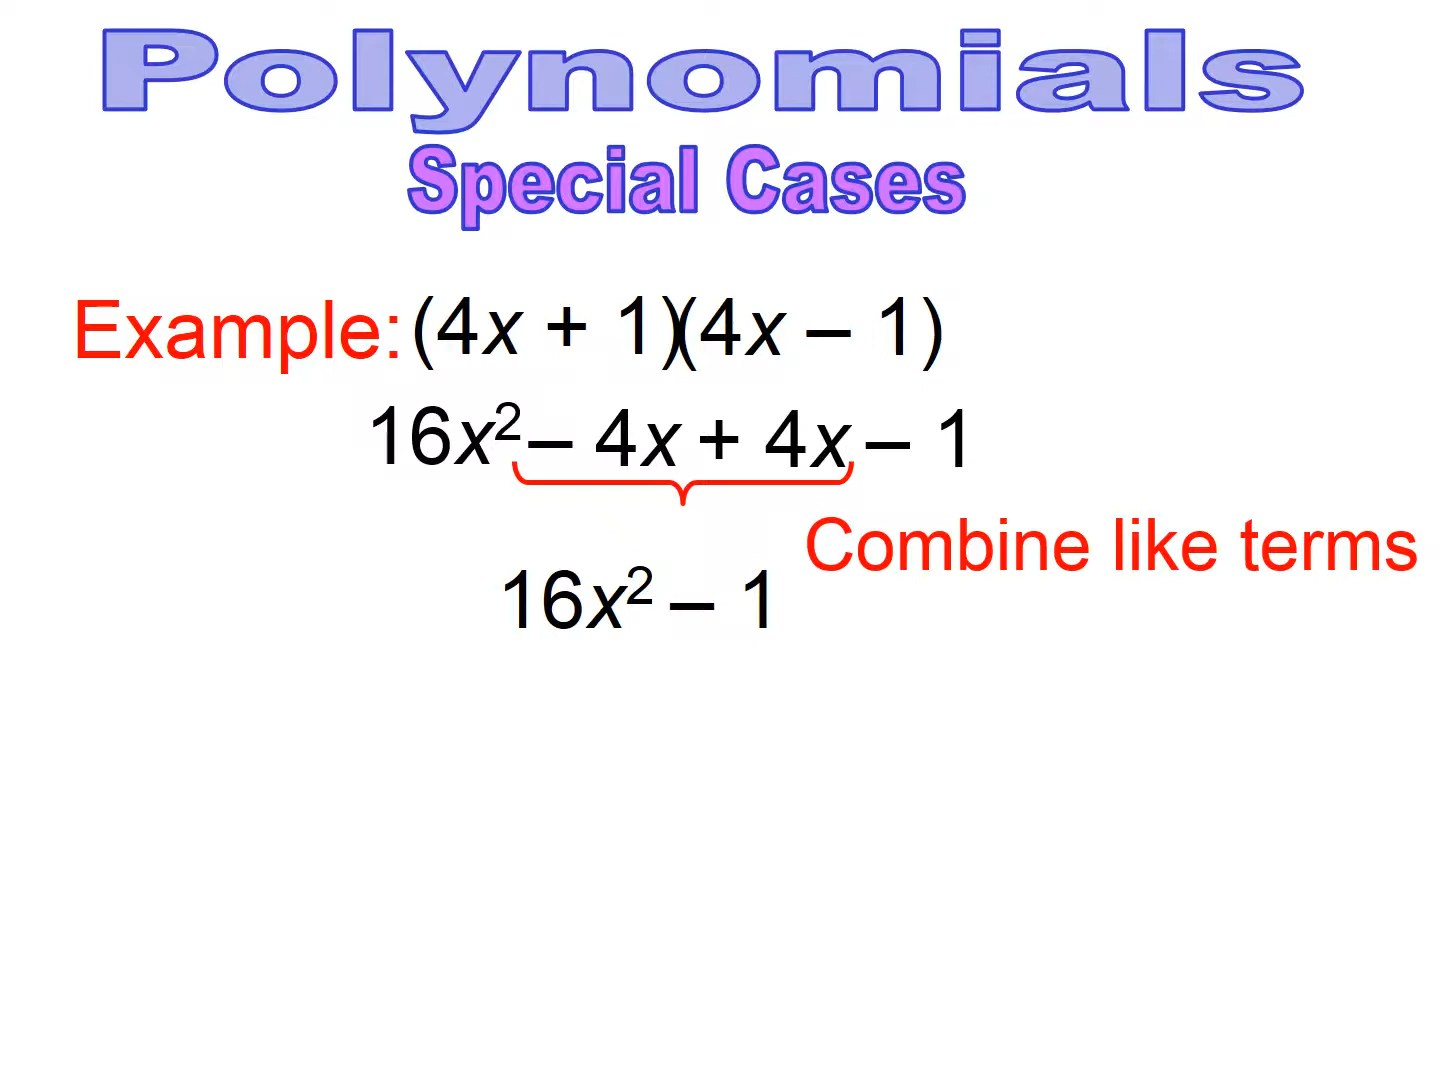 Polynomials
Special Cases
Example: (4x + 1)(4x – 1)
16x² – 4x + 4x – 1
Combine like terms
16x² – 1